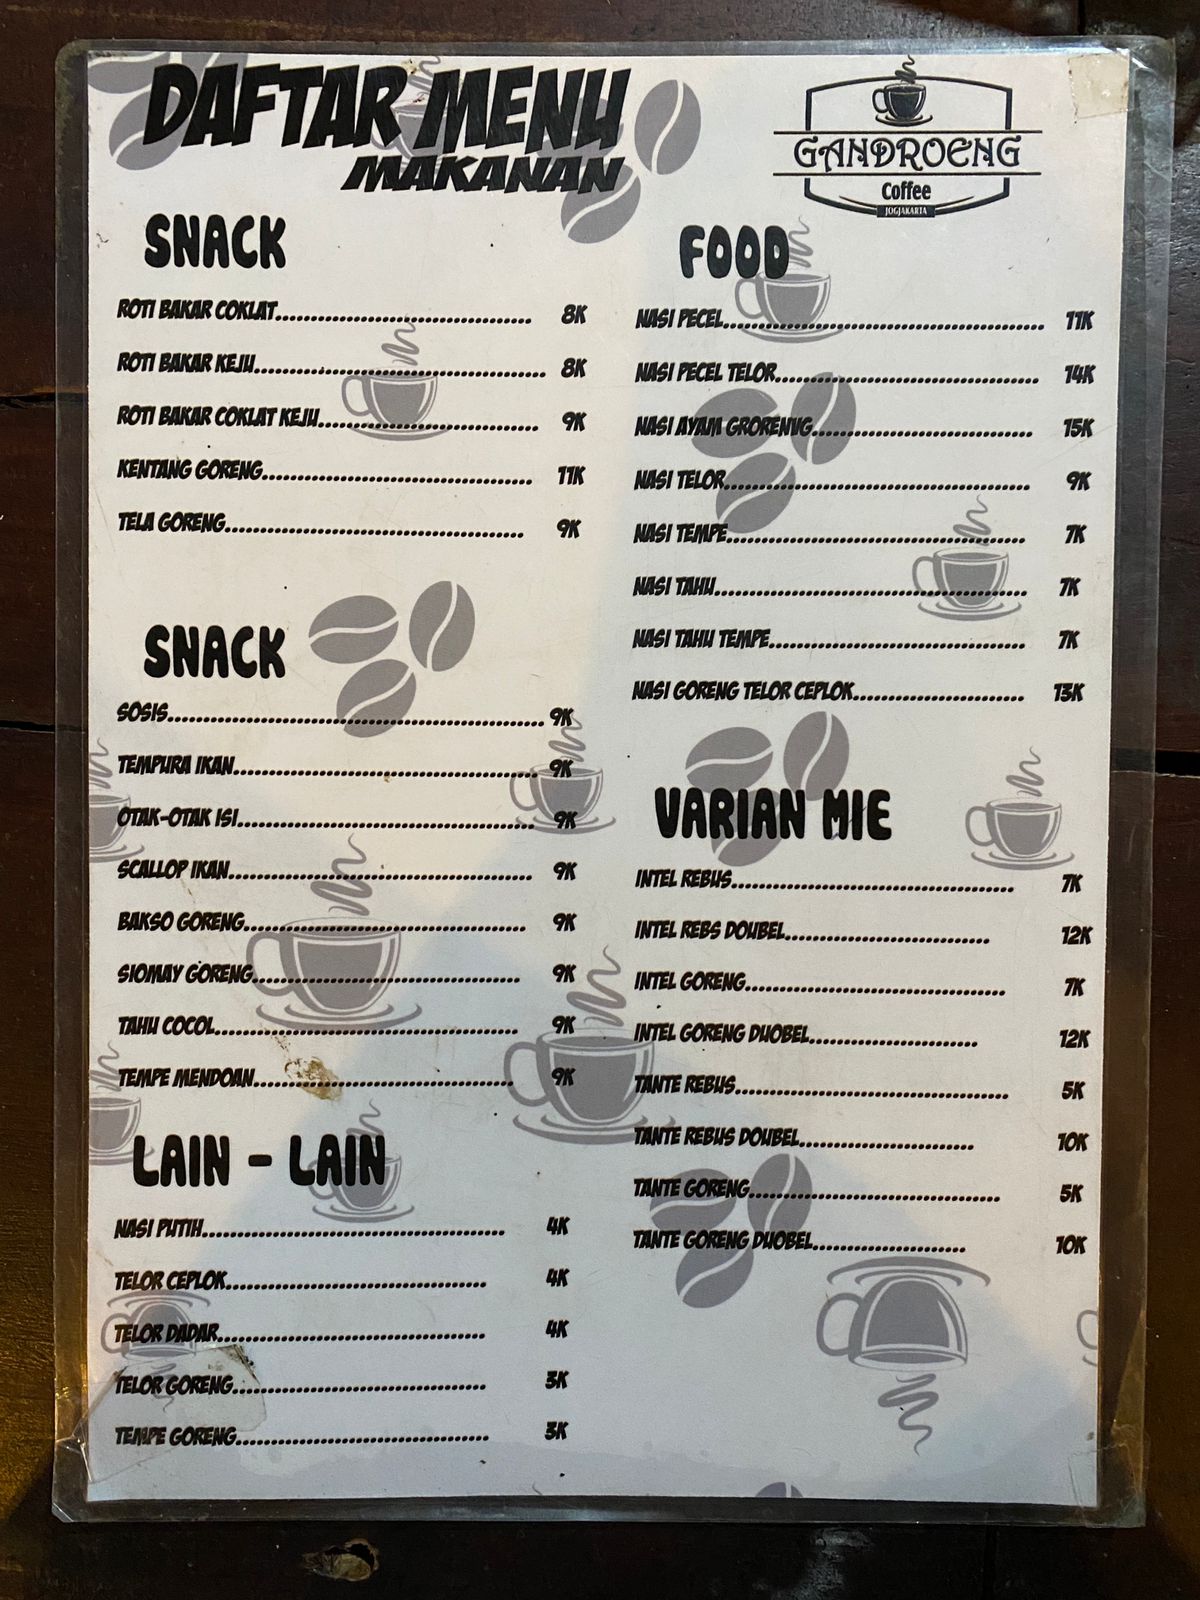 DAFTAR MENU
MAKANAN
GANDROENG
Coffee
JOGJAKARTA
SNACK
ROTI BAKAR COKLAT 8K
ROTI BAKAR KEJU 8K
ROTI BAKAR COKLAT KEJU 9K
KENTANG GORENG 11K
TELA GORENG 9K
SNACK
SOSIS 9K
TEMPURA IKAN 9K
OTAK-OTAK ISI 9K
SCALLOP IKAN 9K
BAKSO GORENG 9K
SIOMAY GORENG 9K
TAHU COCOL 9K
TEMPE MENDOAN 9K
LAIN - LAIN
NASI PUTIH 4K
TELOR CEPLOK 4K
TELOR DADAR 4K
TELOR GORENG 3K
TEMPE GORENG 3K
FOOD
NASI PECEL 11K
NASI PECEL TELOR 14K
NASI AYAM GRORENVG 15K
NASI TELOR 9K
NASI TEMPE 7K
NASI TAHU 7K
NASI TAHU TEMPE 7K
NASI GORENG TELOR CEPLOK 13K
VARIAN MIE
INTEL REBUS 7K
INTEL REBS DOUBEL 12K
INTEL GORENG 7K
INTEL GORENG DUOBEL 12K
TANTE REBUS 5K
TANTE REBUS DOUBEL 10K
TANTE GORENG 5K
TANTE GORENG DUOBEL 10K